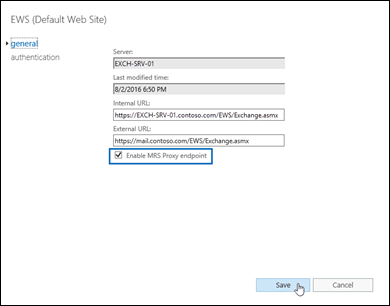 EWS (Default Web Site)
general
authentication
Server:
EXCH-SRV-01
Last modified time:
8/2/2016 6:50 PM
Internal URL:
https://EXCH-SRV-01.contoso.com/EWS/Exchange.asmx
External URL:
https://mail.contoso.com/EWS/Exchange.asmx
Enable MRS Proxy endpoint
Save
Cancel